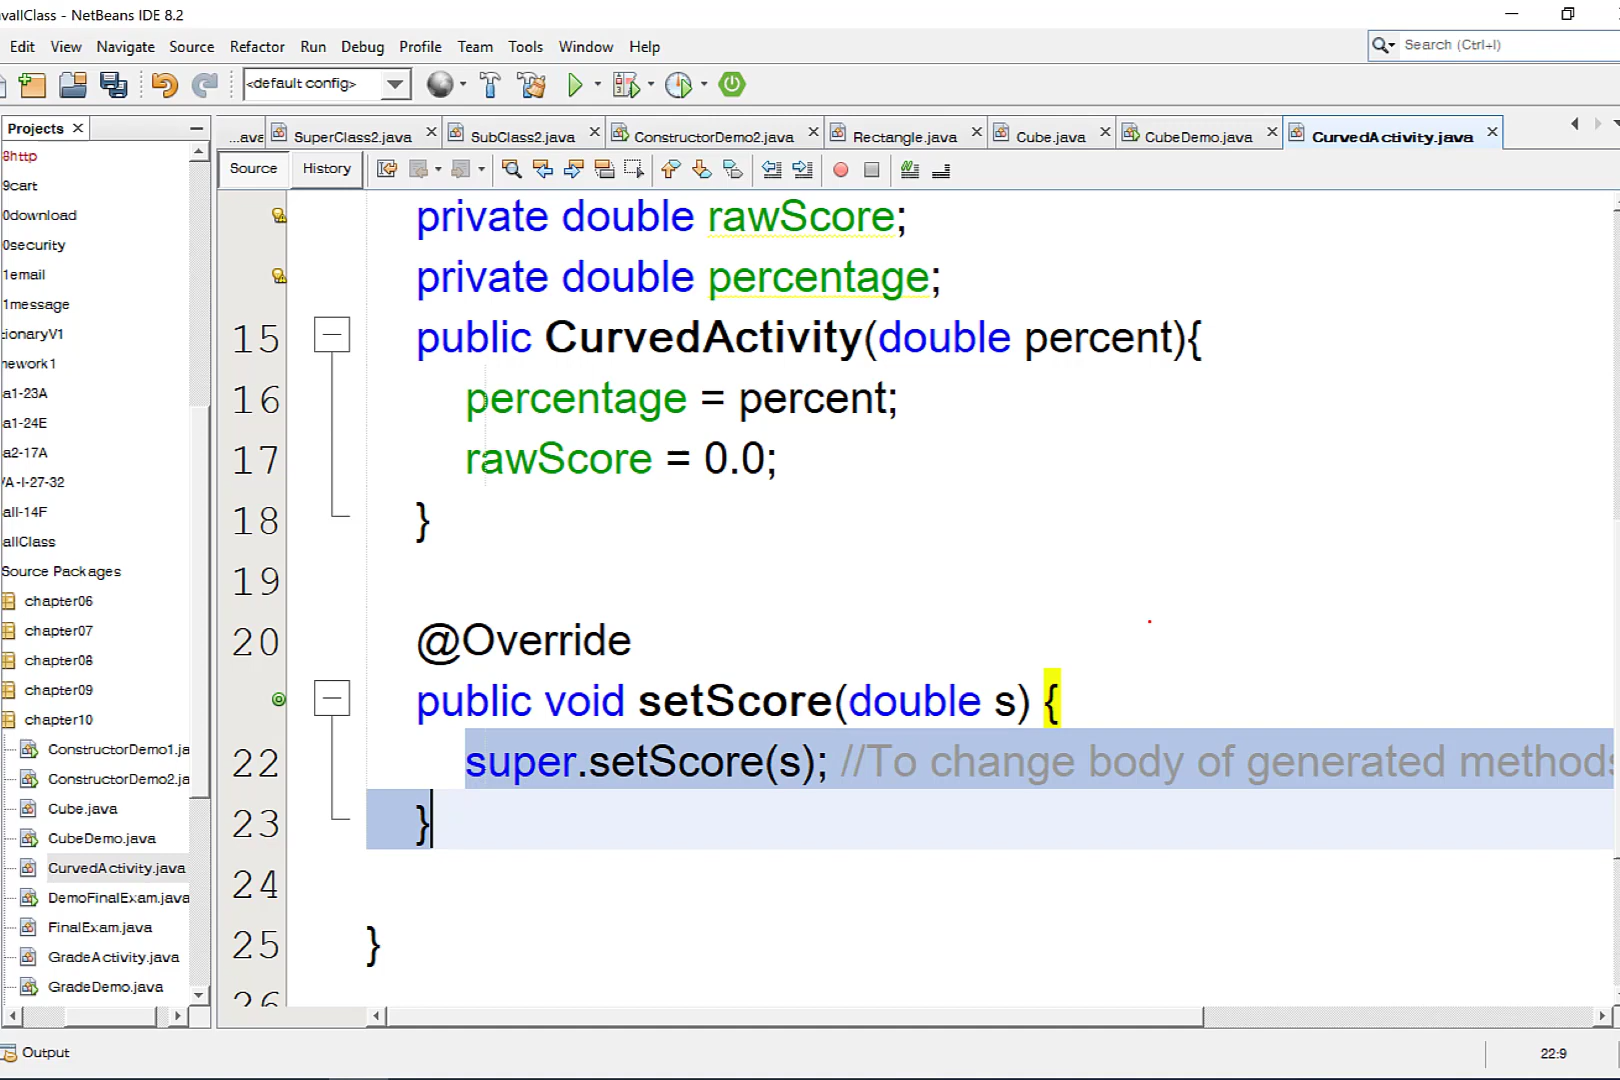 avallClass - NetBeans IDE 8.2
Edit View Navigate Source Refactor Run Debug Profile Team Tools Window Help
Search (Ctrl+I)
<default config>
Projects
...ava SuperClass2.java SubClass2.java ConstructorDemo2.java Rectangle.java Cube.java CubeDemo.java CurvedActivity.java
Source History
8http
9cart
0download
0security
1email
1message
tionaryV1
nework1
a1-23A
a1-24E
a2-17A
/A-I-27-32
all-14F
allClass
Source Packages
chapter06
chapter07
chapter08
chapter09
chapter10
ConstructorDemo1.ja
ConstructorDemo2.ja
Cube.java
CubeDemo.java
CurvedActivity.java
DemoFinalExam.java
FinalExam.java
GradeActivity.java
GradeDemo.java
private double rawScore;
private double percentage;
15 public CurvedActivity(double percent){
16 percentage = percent;
17 rawScore = 0.0;
18 }
19
20 @Override
public void setScore(double s) {
22 super.setScore(s); //To change body of generated methods
23 }
24
25 }
26
Output
22:9